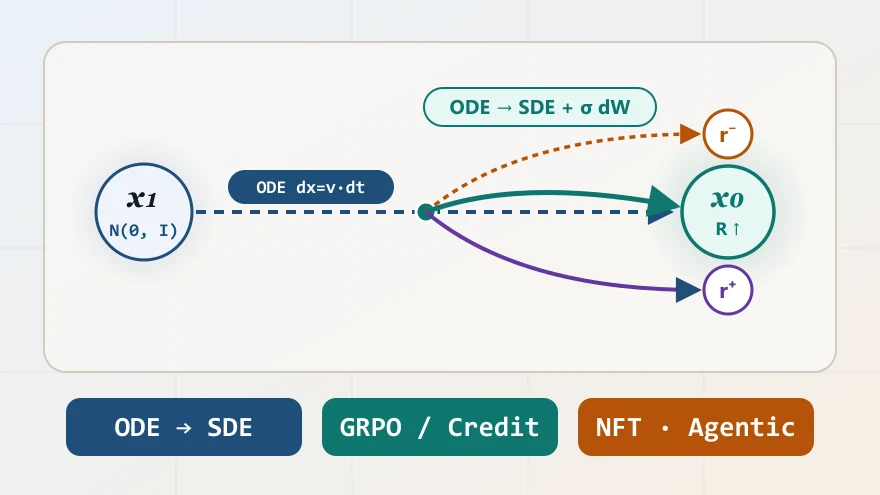 ODE → SDE + σ dW
r⁻
ODE dx=v·dt
x1
N(0, I)
x0
R ↑
r⁺
ODE → SDE
GRPO / Credit
NFT · Agentic